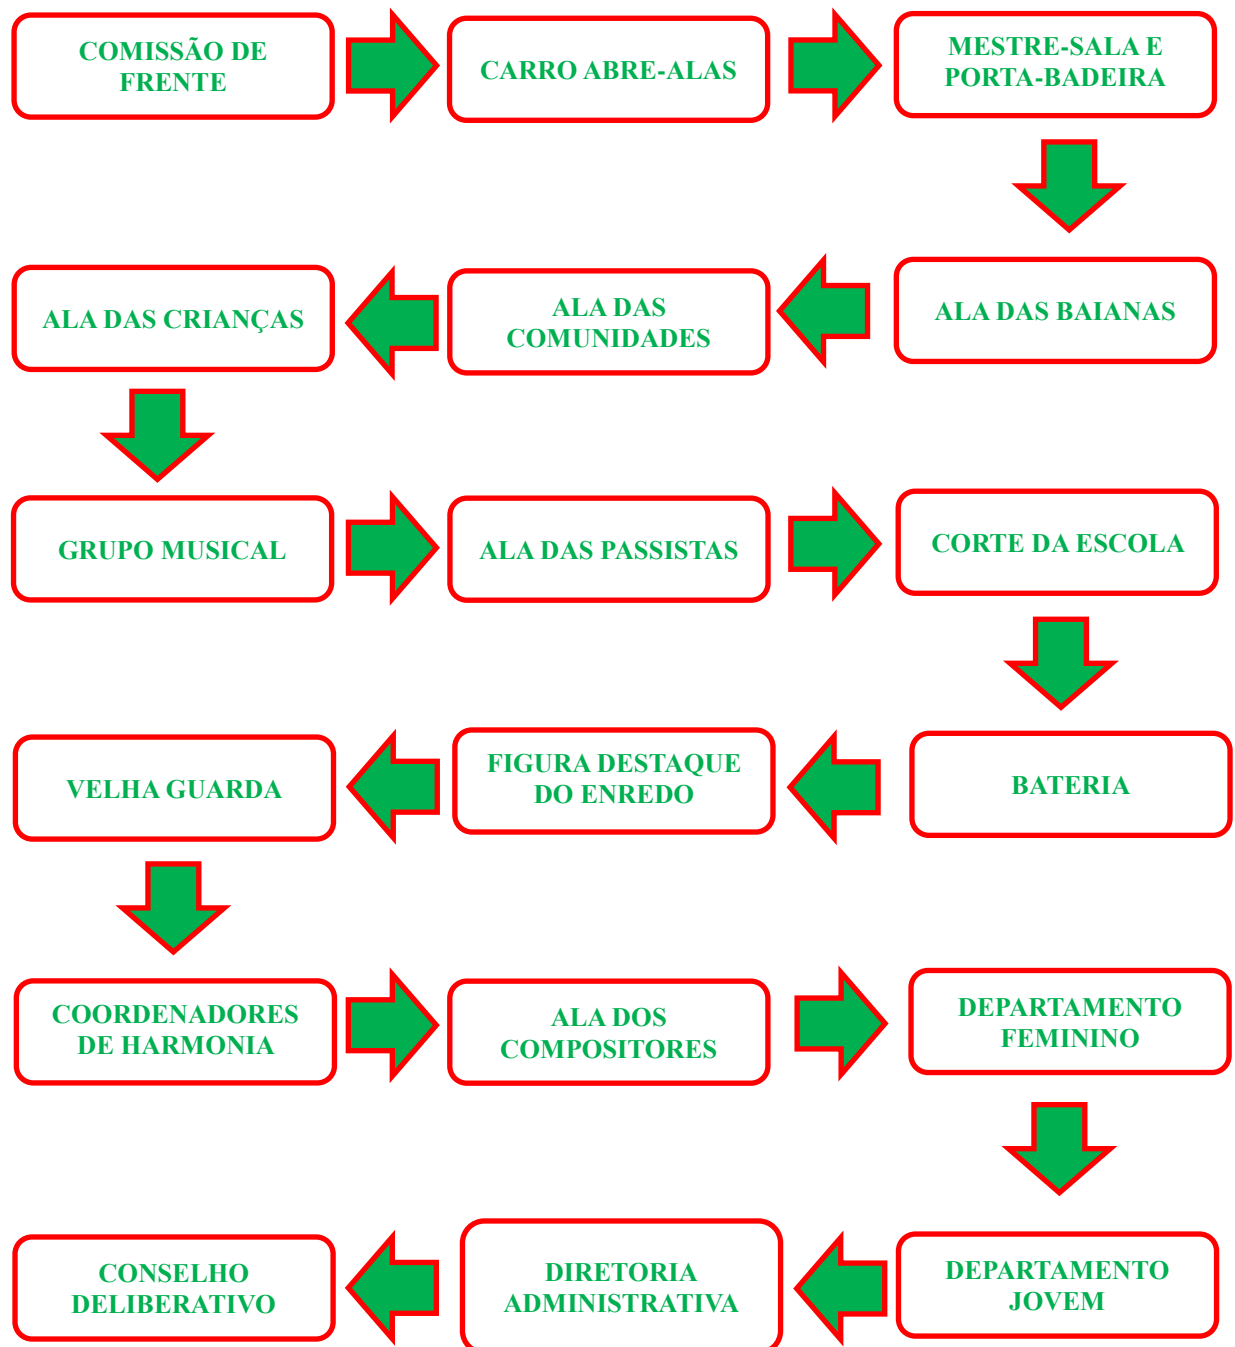 COMISSÃO DE
FRENTE
CARRO ABRE-ALAS
MESTRE-SALA E
PORTA-BADEIRA
ALA DAS BAIANAS
ALA DAS
COMUNIDADES
ALA DAS CRIANÇAS
GRUPO MUSICAL
ALA DAS PASSISTAS
CORTE DA ESCOLA
BATERIA
FIGURA DESTAQUE
DO ENREDO
VELHA GUARDA
COORDENADORES
DE HARMONIA
ALA DOS
COMPOSITORES
DEPARTAMENTO
FEMININO
DEPARTAMENTO
JOVEM
DIRETORIA
ADMINISTRATIVA
CONSELHO
DELIBERATIVO